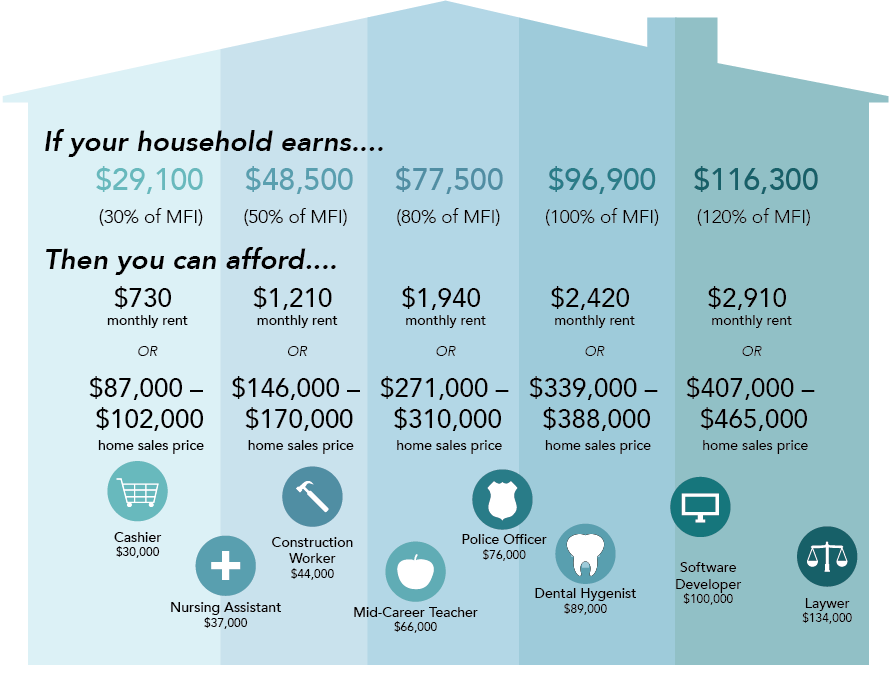 If your household earns....
$29,100 $48,500 $77,500 $96,900 $116,300
(30% of MFI) (50% of MFI) (80% of MFI) (100% of MFI) (120% of MFI)
Then you can afford....
$730 $1,210 $1,940 $2,420 $2,910
monthly rent monthly rent monthly rent monthly rent monthly rent
OR OR OR OR OR
$87,000 – $146,000 – $271,000 – $339,000 – $407,000 –
$102,000 $170,000 $310,000 $388,000 $465,000
home sales price home sales price home sales price home sales price home sales price
Cashier
$30,000
Nursing Assistant
$37,000
Construction
Worker
$44,000
Mid-Career Teacher
$66,000
Police Officer
$76,000
Dental Hygenist
$89,000
Software
Developer
$100,000
Laywer
$134,000